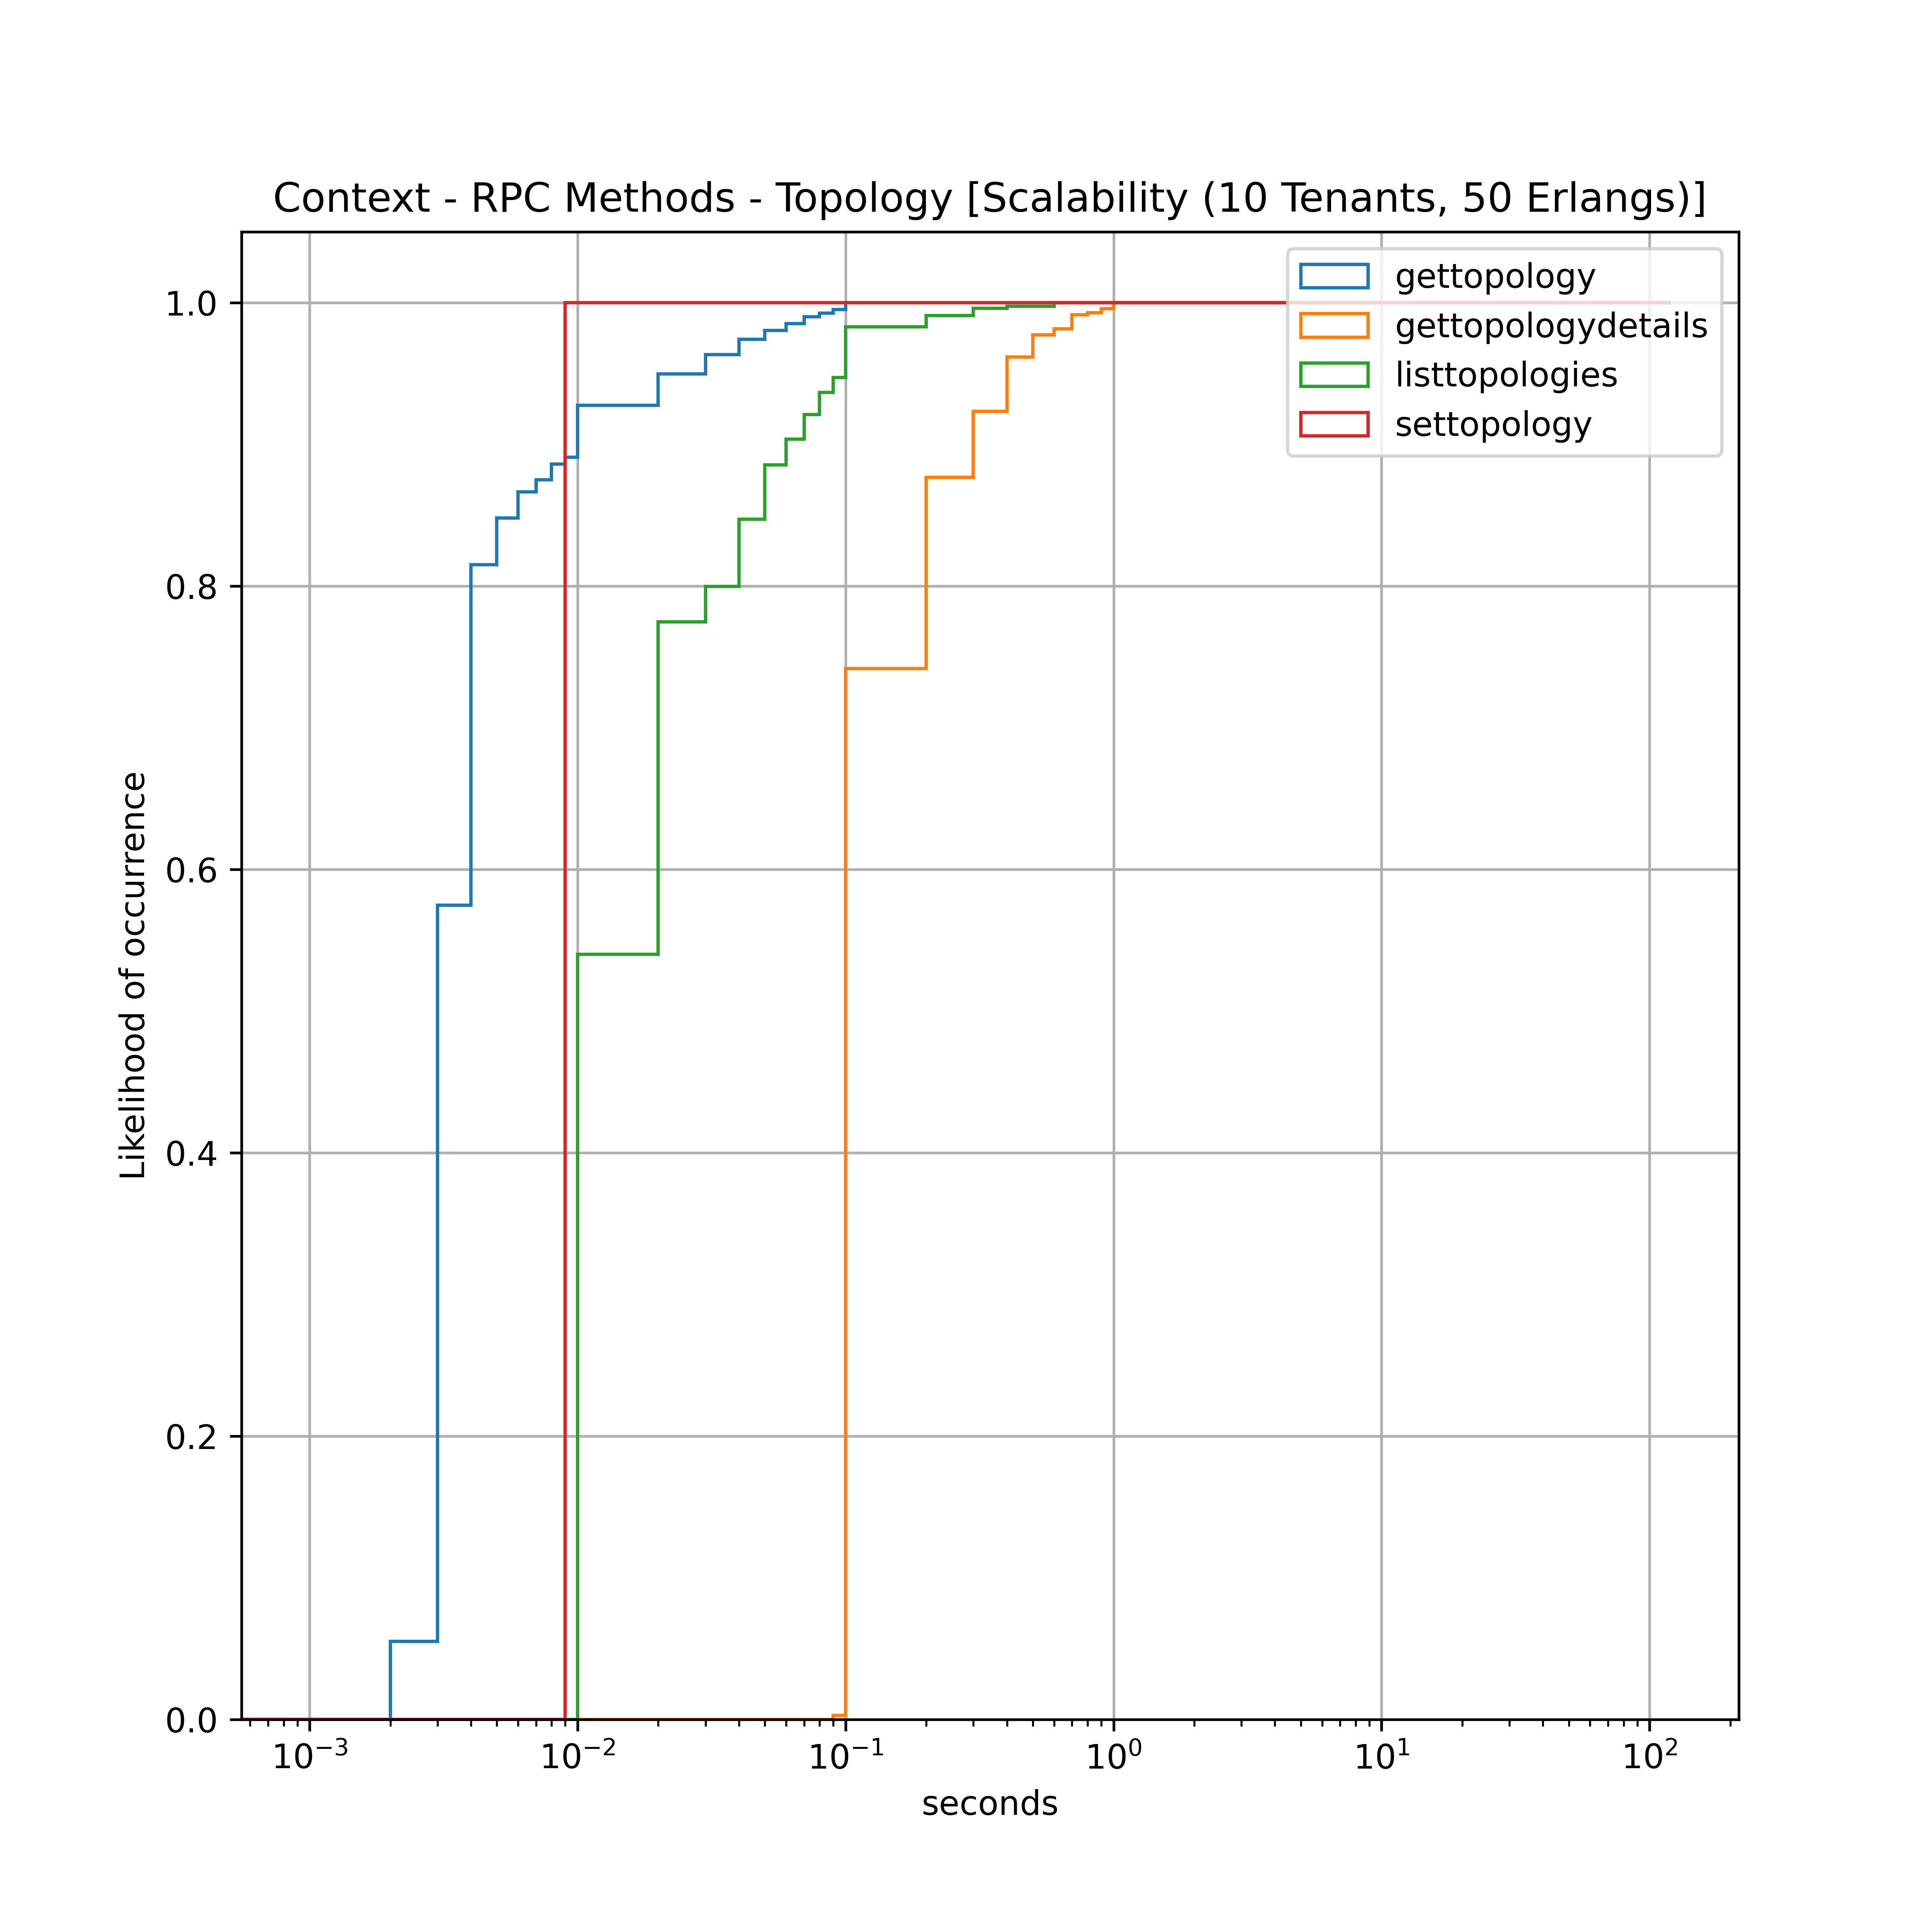 Context - RPC Methods - Topology [Scalability (10 Tenants, 50 Erlangs)]
gettopology
gettopologydetails
listtopologies
settopology
Likelihood of occurrence
1.0
0.8
0.6
0.4
0.2
0.0
10⁻³ 10⁻² 10⁻¹ 10⁰ 10¹ 10²
seconds